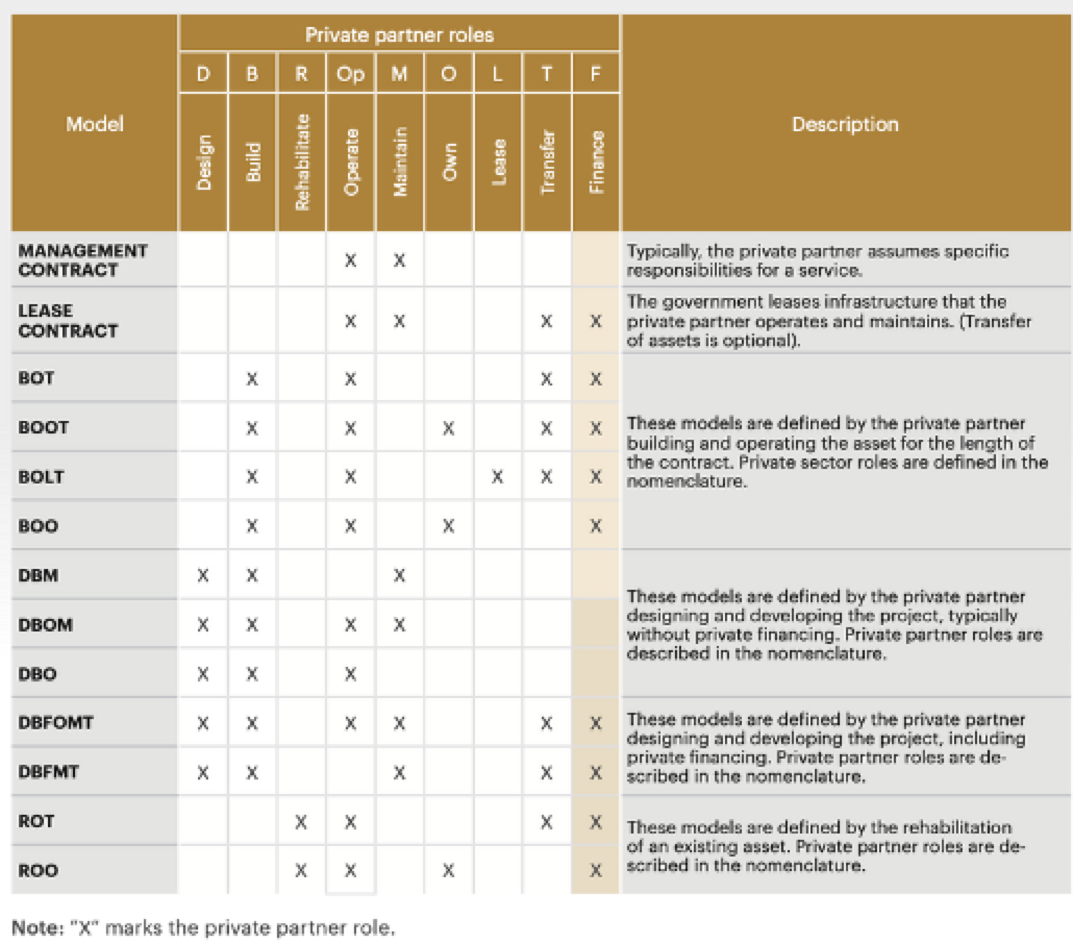 Private partner roles
Model
D B R Op M O L T F
Description
Design
Build
Rehabilitate
Operate
Maintain
Own
Lease
Transfer
Finance
MANAGEMENT
CONTRACT
X X
Typically, the private partner assumes specific
responsibilities for a service.
LEASE
CONTRACT
X X X X
The government leases infrastructure that the
private partner operates and maintains. (Transfer
of assets is optional).
BOT X X X X
BOOT X X X X X
BOLT X X X X X
BOO X X X X
These models are defined by the private partner
building and operating the asset for the length of
the contract. Private sector roles are defined in the
nomenclature.
DBM X X X
DBOM X X X X
DBO X X X
These models are defined by the private partner
designing and developing the project, typically
without private financing. Private partner roles are
described in the nomenclature.
DBFOMT X X X X X X
DBFMT X X X X X
These models are defined by the private partner
designing and developing the project, including
private financing. Private partner roles are de-
scribed in the nomenclature.
ROT X X X X
ROO X X X X
These models are defined by the rehabilitation
of an existing asset. Private partner roles are de-
scribed in the nomenclature.
Note: "X" marks the private partner role.